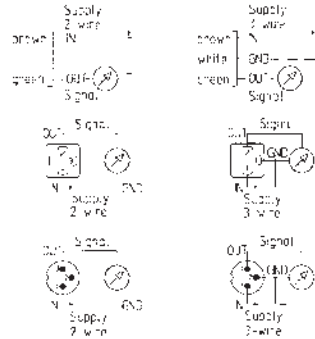 Supply
2 wire
brown IN
green OUT
Signal
Supply
2 wire
brown
white GND
green OUT
Signal
OUT Signal
IN GND
Supply
2 wire
OUT Signal
GND
IN
Supply
3 wire
OUT Signal
IN GND
Supply
2 wire
OUT Signal
GND
IN
Supply
3-wire